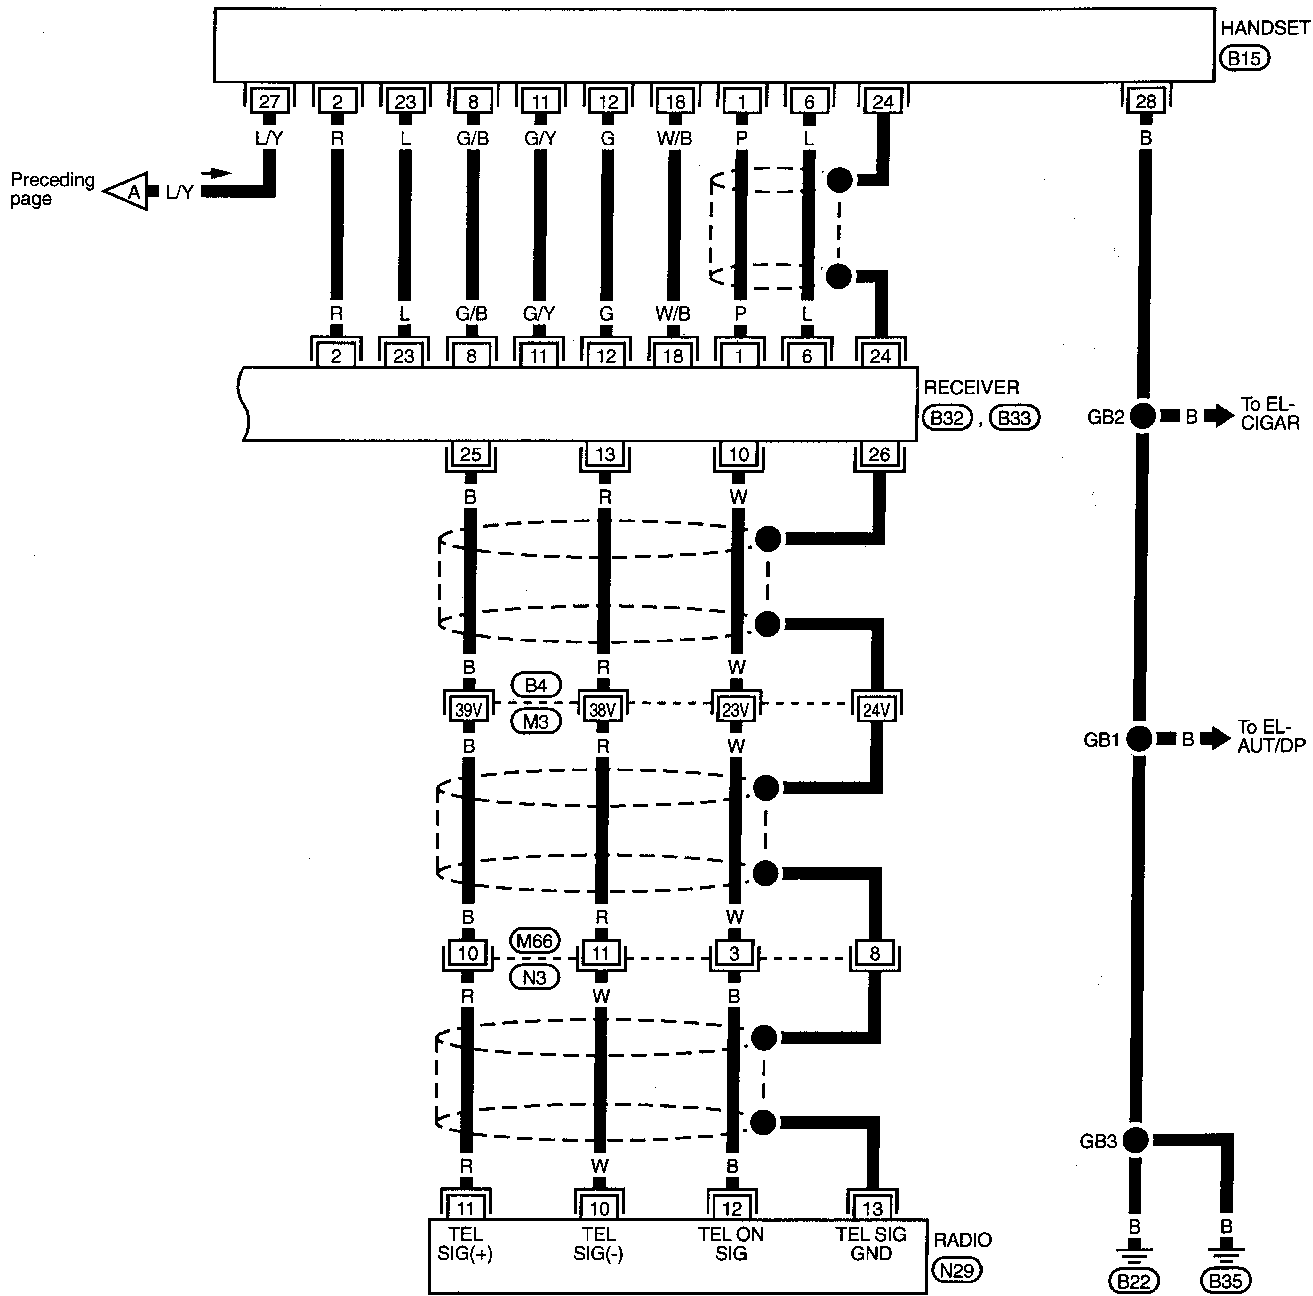 HANDSET
B15
27 2 23 8 11 12 18 1 6 24 28
L/Y R L G/B G/Y G W/B P L B
Preceding
page
A L/Y
R L G/B G/Y G W/B P L
2 23 8 11 12 18 1 6 24
RECEIVER
B32 , B33
GB2 B To EL-
CIGAR
25 13 10 26
B R W
B R W
B4
39V 38V 23V 24V
M3
B R W
GB1 B To EL-
AUT/DP
B R W
M66
10 11 3 8
N3
R W B
GB3
R W B
11 10 12 13
TEL TEL TEL ON TEL SIG
SIG(+) SIG(-) SIG GND
RADIO
N29
B B
B22 B35